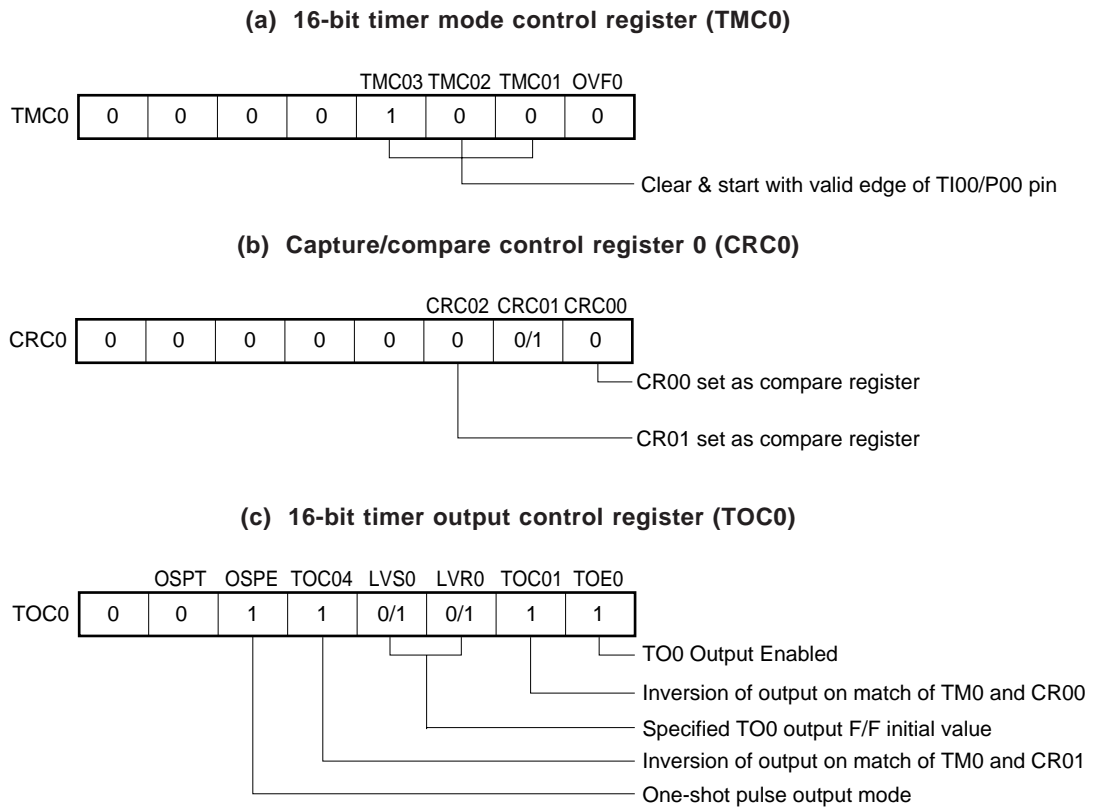 (a) 16-bit timer mode control register (TMC0)
TMC03 TMC02 TMC01 OVF0
TMC0 0 0 0 0 1 0 0 0
Clear & start with valid edge of TI00/P00 pin
(b) Capture/compare control register 0 (CRC0)
CRC02 CRC01 CRC00
CRC0 0 0 0 0 0 0 0/1 0
CR00 set as compare register
CR01 set as compare register
(c) 16-bit timer output control register (TOC0)
OSPT OSPE TOC04 LVS0 LVR0 TOC01 TOE0
TOC0 0 0 1 1 0/1 0/1 1 1
TO0 Output Enabled
Inversion of output on match of TM0 and CR00
Specified TO0 output F/F initial value
Inversion of output on match of TM0 and CR01
One-shot pulse output mode